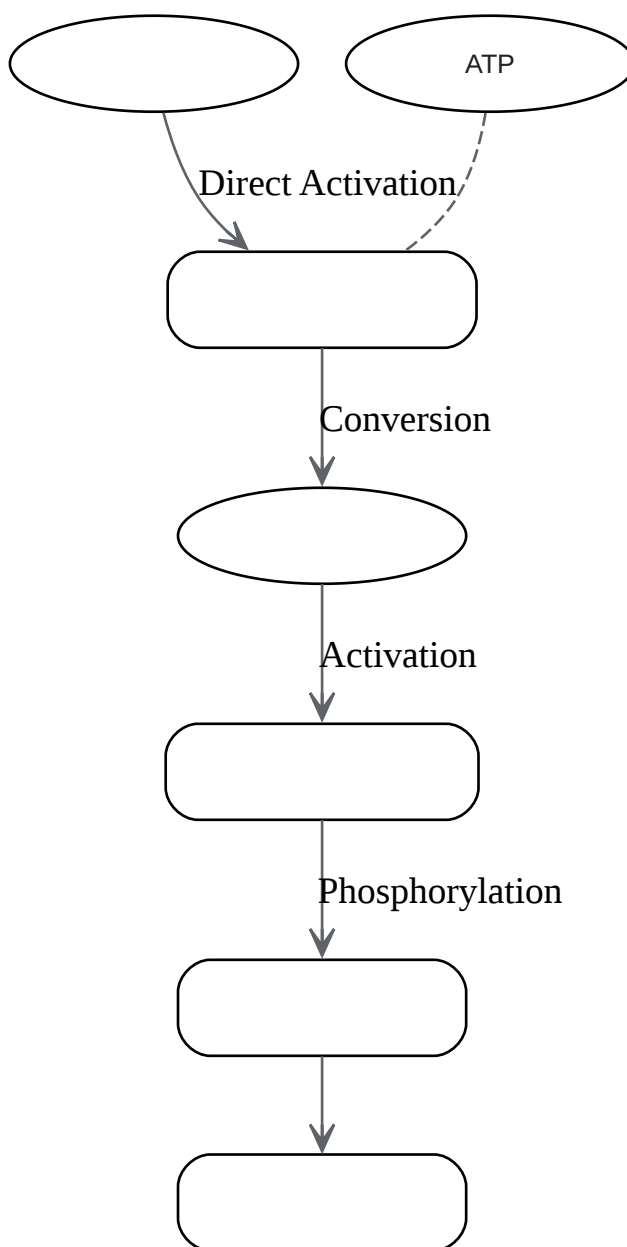 ATP
Direct Activation
Conversion
Activation
Phosphorylation